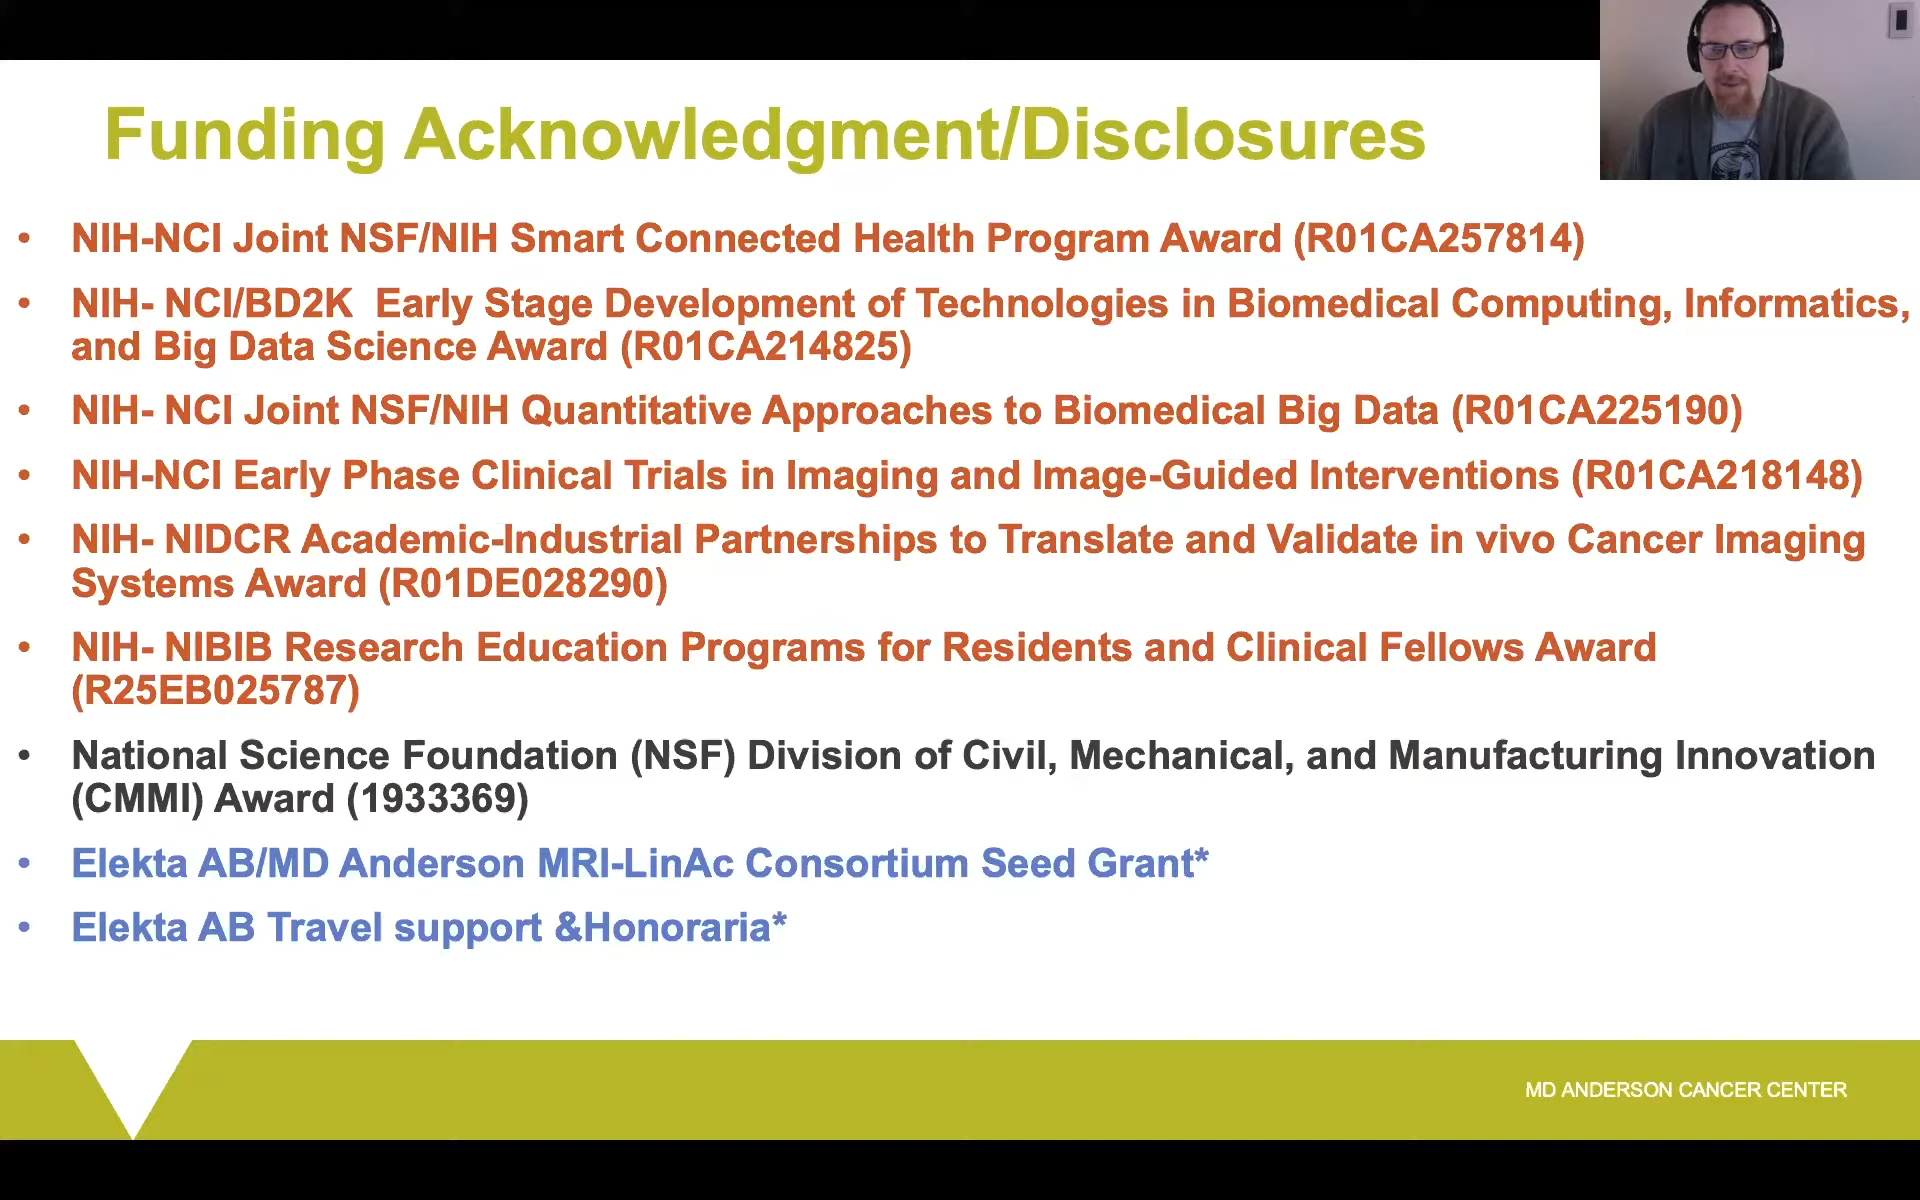 Funding Acknowledgment/Disclosures
• NIH-NCI Joint NSF/NIH Smart Connected Health Program Award (R01CA257814)
• NIH- NCI/BD2K  Early Stage Development of Technologies in Biomedical Computing, Informatics,
and Big Data Science Award (R01CA214825)
• NIH- NCI Joint NSF/NIH Quantitative Approaches to Biomedical Big Data (R01CA225190)
• NIH-NCI Early Phase Clinical Trials in Imaging and Image-Guided Interventions (R01CA218148)
• NIH- NIDCR Academic-Industrial Partnerships to Translate and Validate in vivo Cancer Imaging
Systems Award (R01DE028290)
• NIH- NIBIB Research Education Programs for Residents and Clinical Fellows Award
(R25EB025787)
• National Science Foundation (NSF) Division of Civil, Mechanical, and Manufacturing Innovation
(CMMI) Award (1933369)
• Elekta AB/MD Anderson MRI-LinAc Consortium Seed Grant*
• Elekta AB Travel support &Honoraria*
MD ANDERSON CANCER CENTER